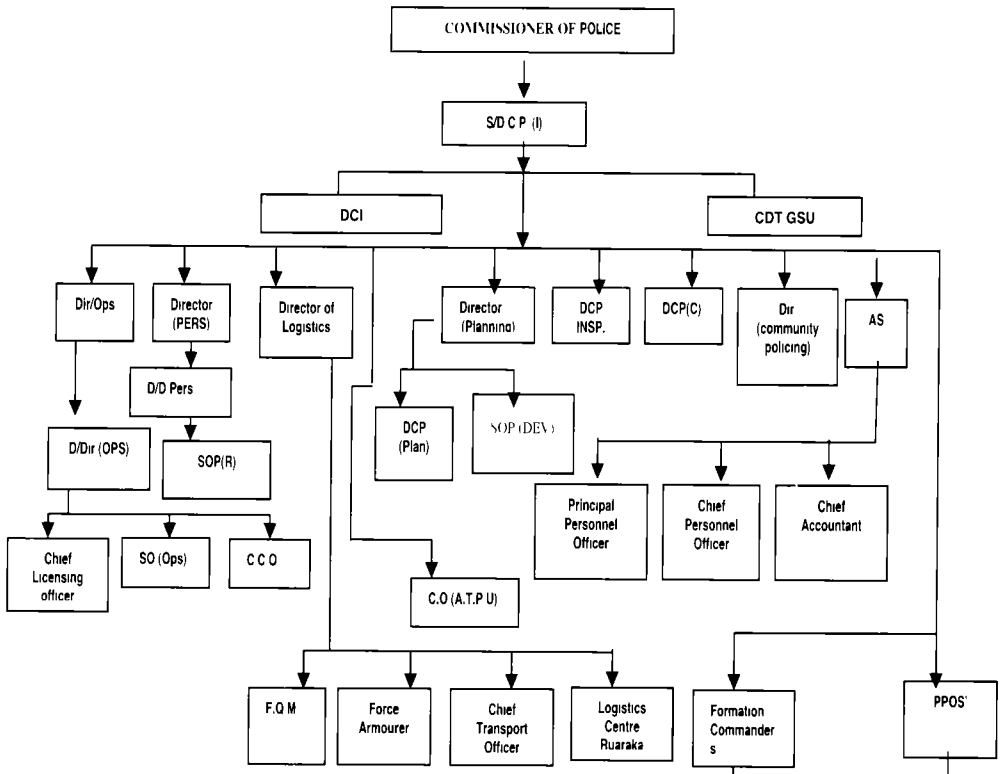 COMMISSIONER OF POLICE
S/D C P (I)
DCI
CDT GSU
Dir/Ops
Director
(PERS)
Director of
Logistics
Director
(Planning)
DCP
INSP.
DCP(C)
Dir
(community
policing)
AS
D/D Pers
D/Dir (OPS)
SOP(R)
DCP
(Plan)
SOP (DEV)
Principal
Personnel
Officer
Chief
Personnel
Officer
Chief
Accountant
Chief
Licensing
officer
SO (Ops)
C C O
C.O (A.T.P U)
F.Q M
Force
Armourer
Chief
Transport
Officer
Logistics
Centre
Ruaraka
Formation
Commander
s
PPOS'